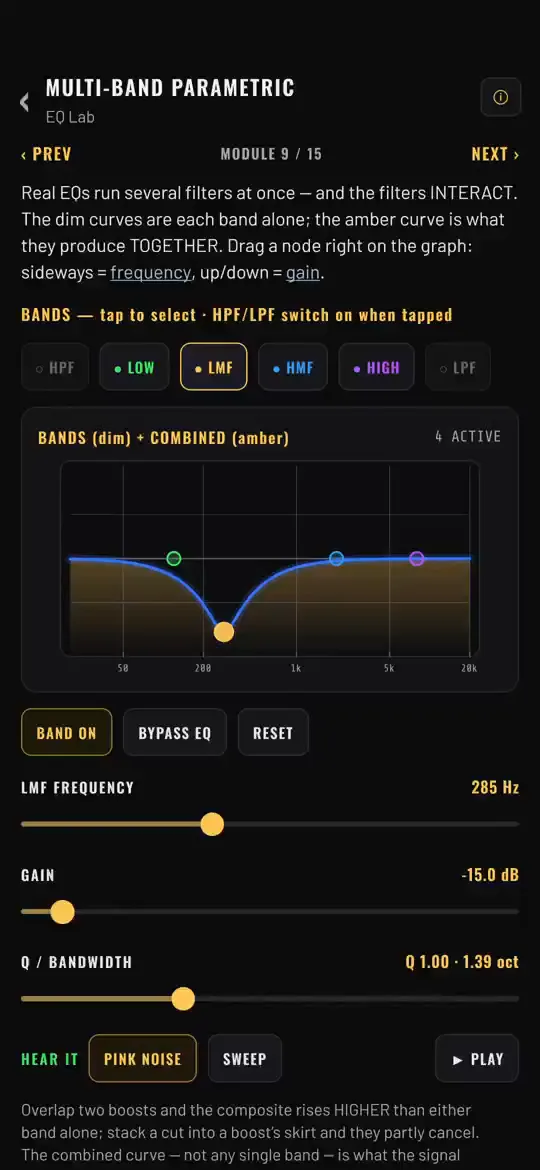 MULTI-BAND PARAMETRIC
EQ Lab
‹ PREV
MODULE 9 / 15
NEXT ›
Real EQs run several filters at once — and the filters INTERACT.
The dim curves are each band alone; the amber curve is what
they produce TOGETHER. Drag a node right on the graph:
sideways = frequency, up/down = gain.
BANDS — tap to select · HPF/LPF switch on when tapped
○ HPF
● LOW
● LMF
● HMF
● HIGH
○ LPF
BANDS (dim) + COMBINED (amber)
4 ACTIVE
50
200
1k
5k
20k
BAND ON
BYPASS EQ
RESET
LMF FREQUENCY
285 Hz
GAIN
-15.0 dB
Q / BANDWIDTH
Q 1.00 · 1.39 oct
HEAR IT
PINK NOISE
SWEEP
► PLAY
Overlap two boosts and the composite rises HIGHER than either
band alone; stack a cut into a boost's skirt and they partly cancel.
The combined curve — not any single band — is what the signal